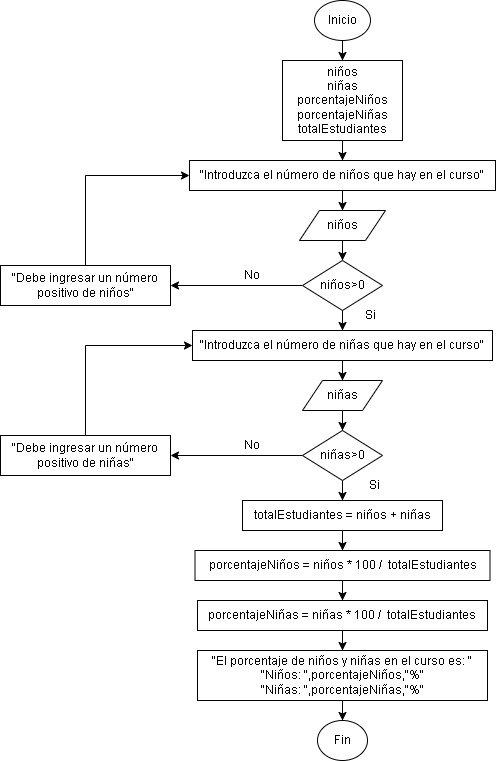 Inicio
niños
niñas
porcentajeNiños
porcentajeNiñas
totalEstudiantes
"Introduzca el número de niños que hay en el curso"
niños
niños>0
No
"Debe ingresar un número
positivo de niños"
Si
"Introduzca el número de niñas que hay en el curso"
niñas
niñas>0
No
"Debe ingresar un número
positivo de niñas"
Si
totalEstudiantes = niños + niñas
porcentajeNiños = niños * 100 / totalEstudiantes
porcentajeNiñas = niñas * 100 / totalEstudiantes
"El porcentaje de niños y niñas en el curso es: "
"Niños: ",porcentajeNiños,"%"
"Niñas: ",porcentajeNiñas,"%"
Fin